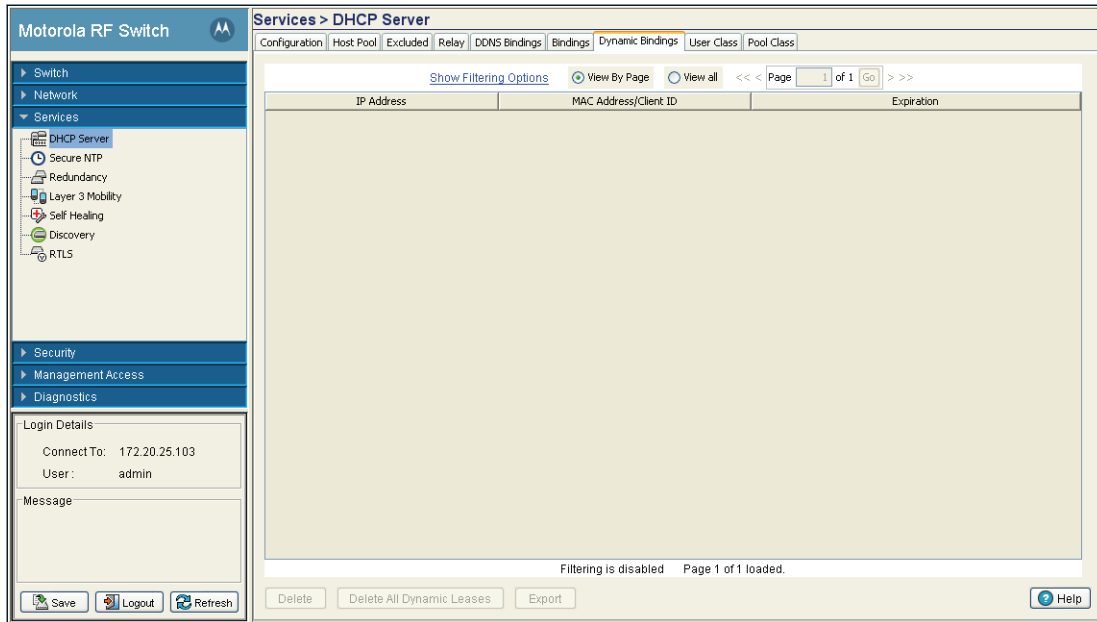 Motorola RF Switch
Services > DHCP Server
Configuration Host Pool Excluded Relay DDNS Bindings Bindings Dynamic Bindings User Class Pool Class
Switch
Network
Services
DHCP Server
Secure NTP
Redundancy
Layer 3 Mobility
Self Healing
Discovery
RTLS
Security
Management Access
Diagnostics
Login Details
Connect To: 172.20.25.103
User : admin
Message
Save Logout Refresh
Show Filtering Options View By Page View all << < Page 1 of 1 Go > >>
IP Address MAC Address/Client ID Expiration
Filtering is disabled Page 1 of 1 loaded.
Delete Delete All Dynamic Leases Export Help